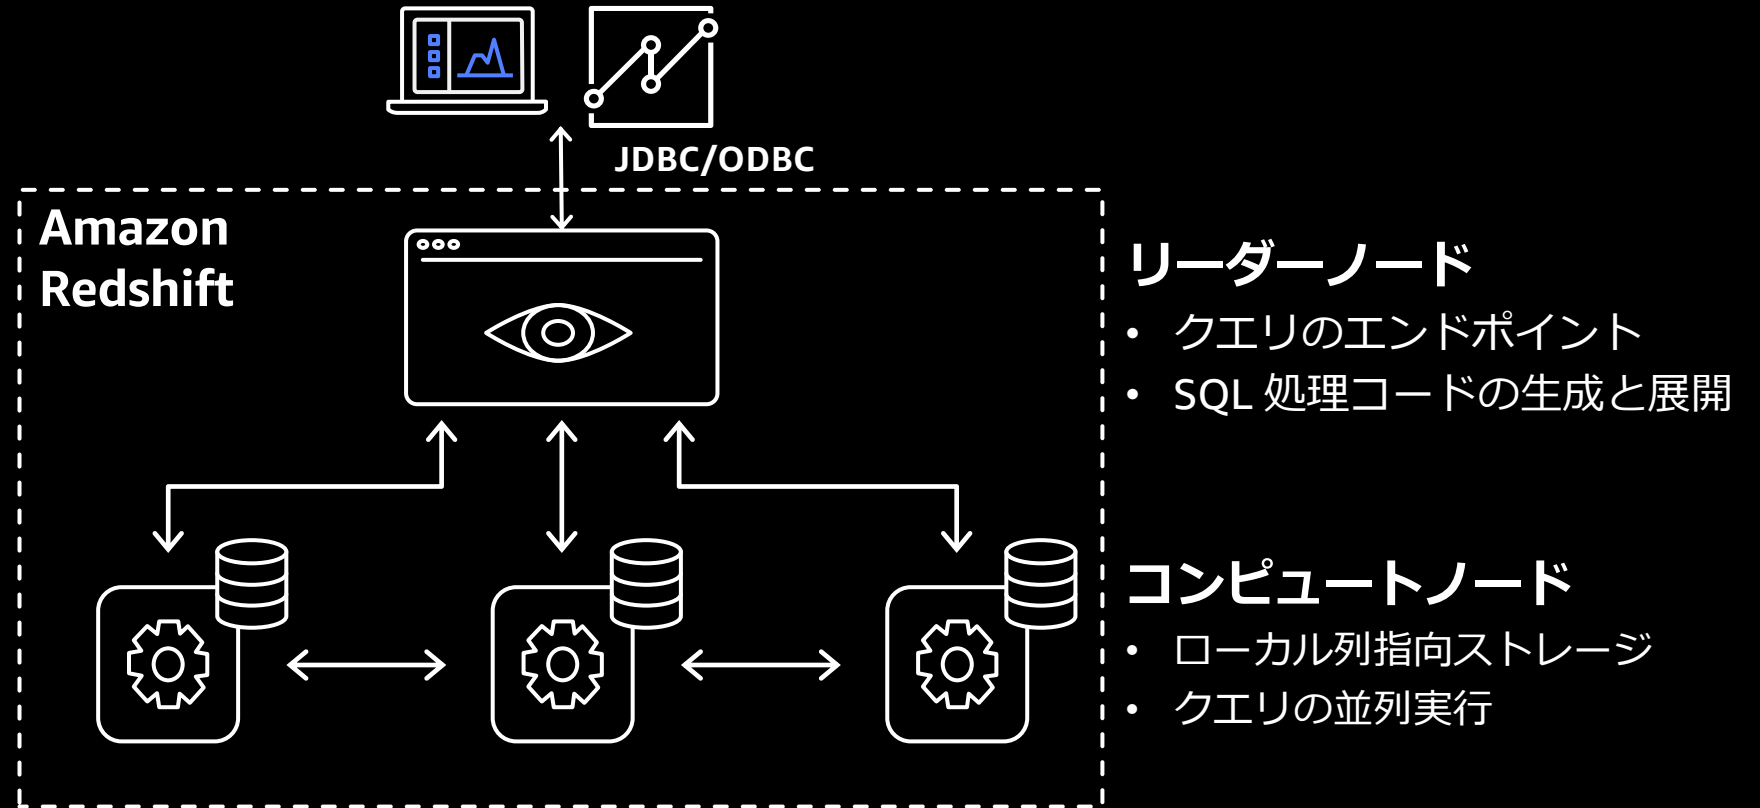 JDBC/ODBC
Amazon
Redshift
リーダーノード
• クエリのエンドポイント
• SQL 処理コードの生成と展開
コンピュートノード
• ローカル列指向ストレージ
• クエリの並列実行